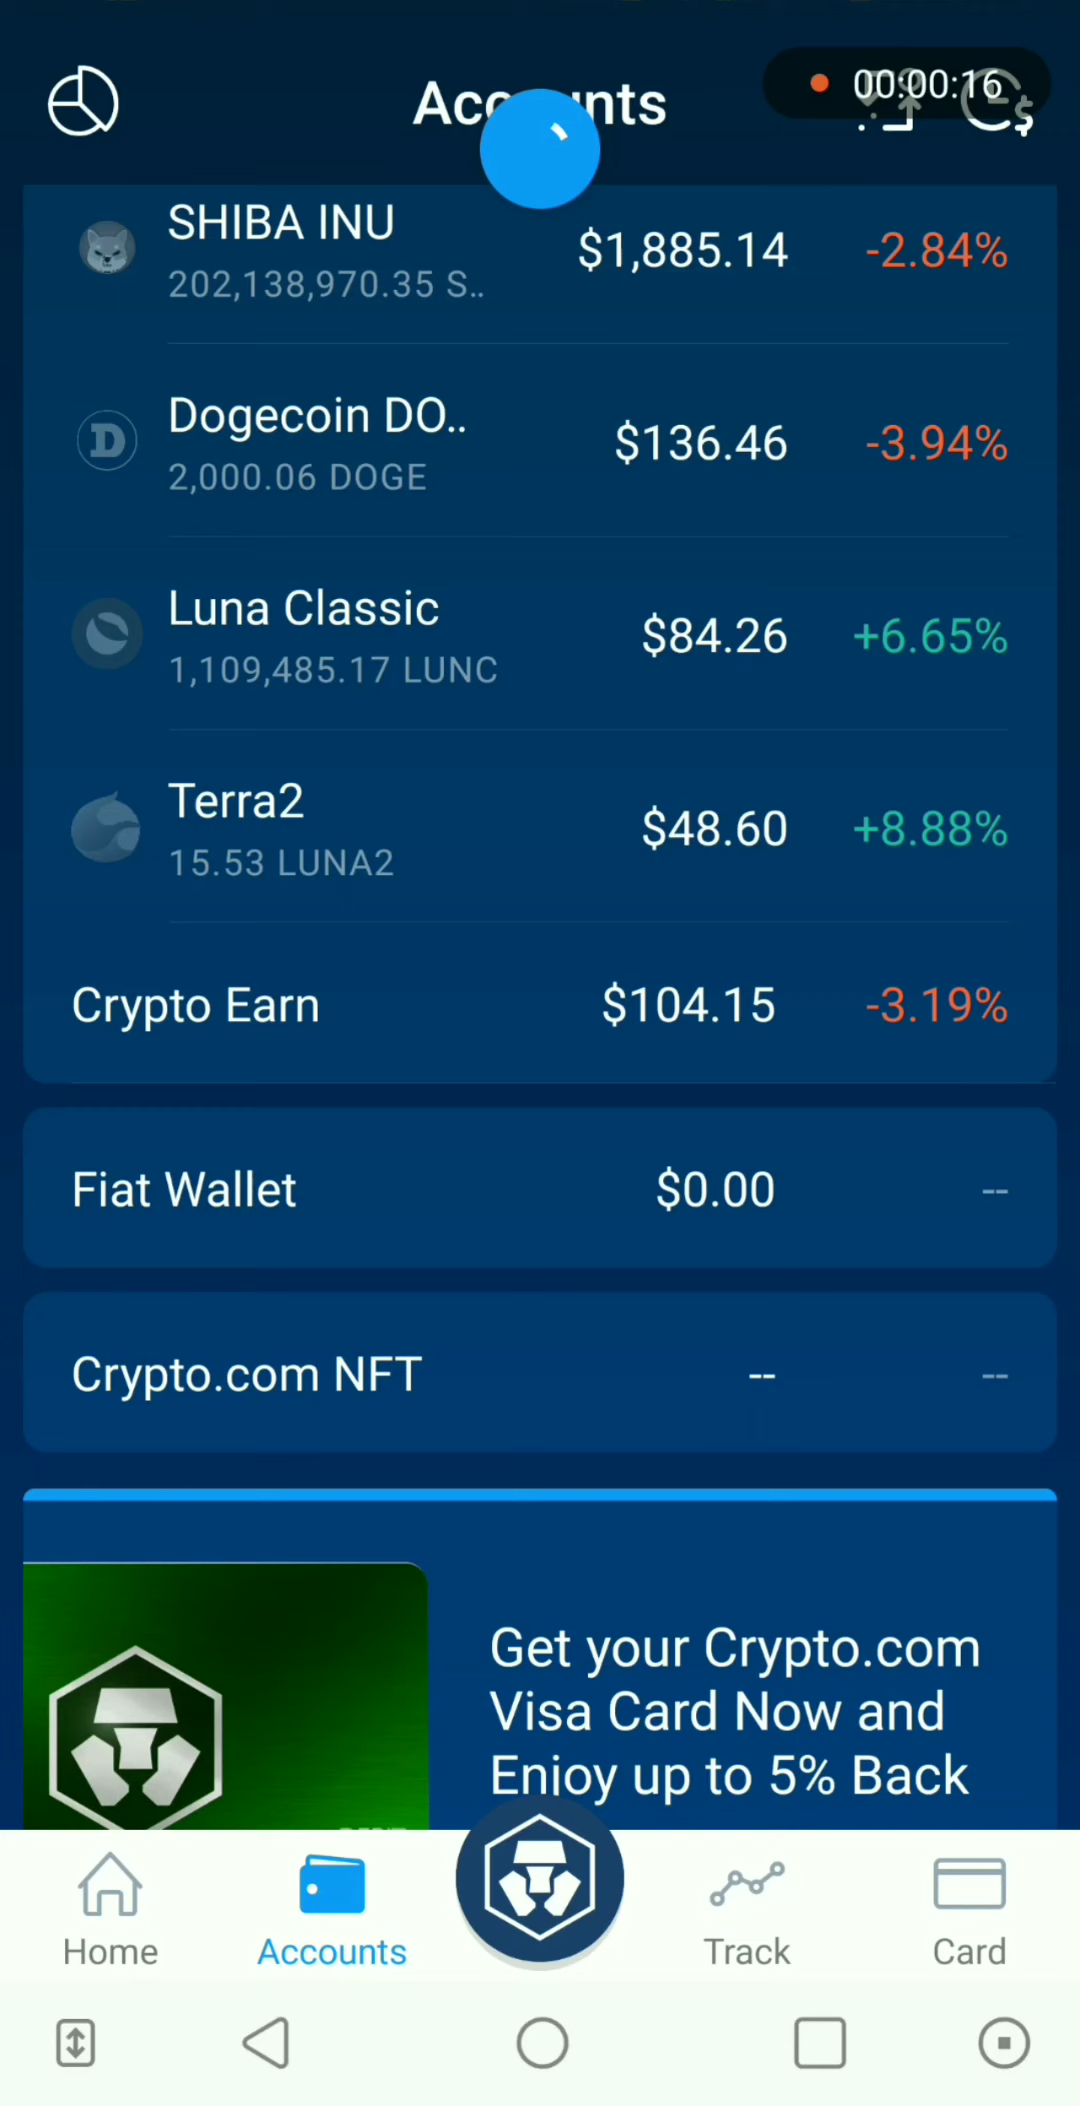 00:00:16
Accounts
SHIBA INU
202,138,970.35 S..
$1,885.14
-2.84%
Dogecoin DO..
2,000.06 DOGE
$136.46
-3.94%
Luna Classic
1,109,485.17 LUNC
$84.26
+6.65%
Terra2
15.53 LUNA2
$48.60
+8.88%
Crypto Earn
$104.15
-3.19%
Fiat Wallet
$0.00
--
Crypto.com NFT
--
--
Get your Crypto.com
Visa Card Now and
Enjoy up to 5% Back
Home
Accounts
Track
Card